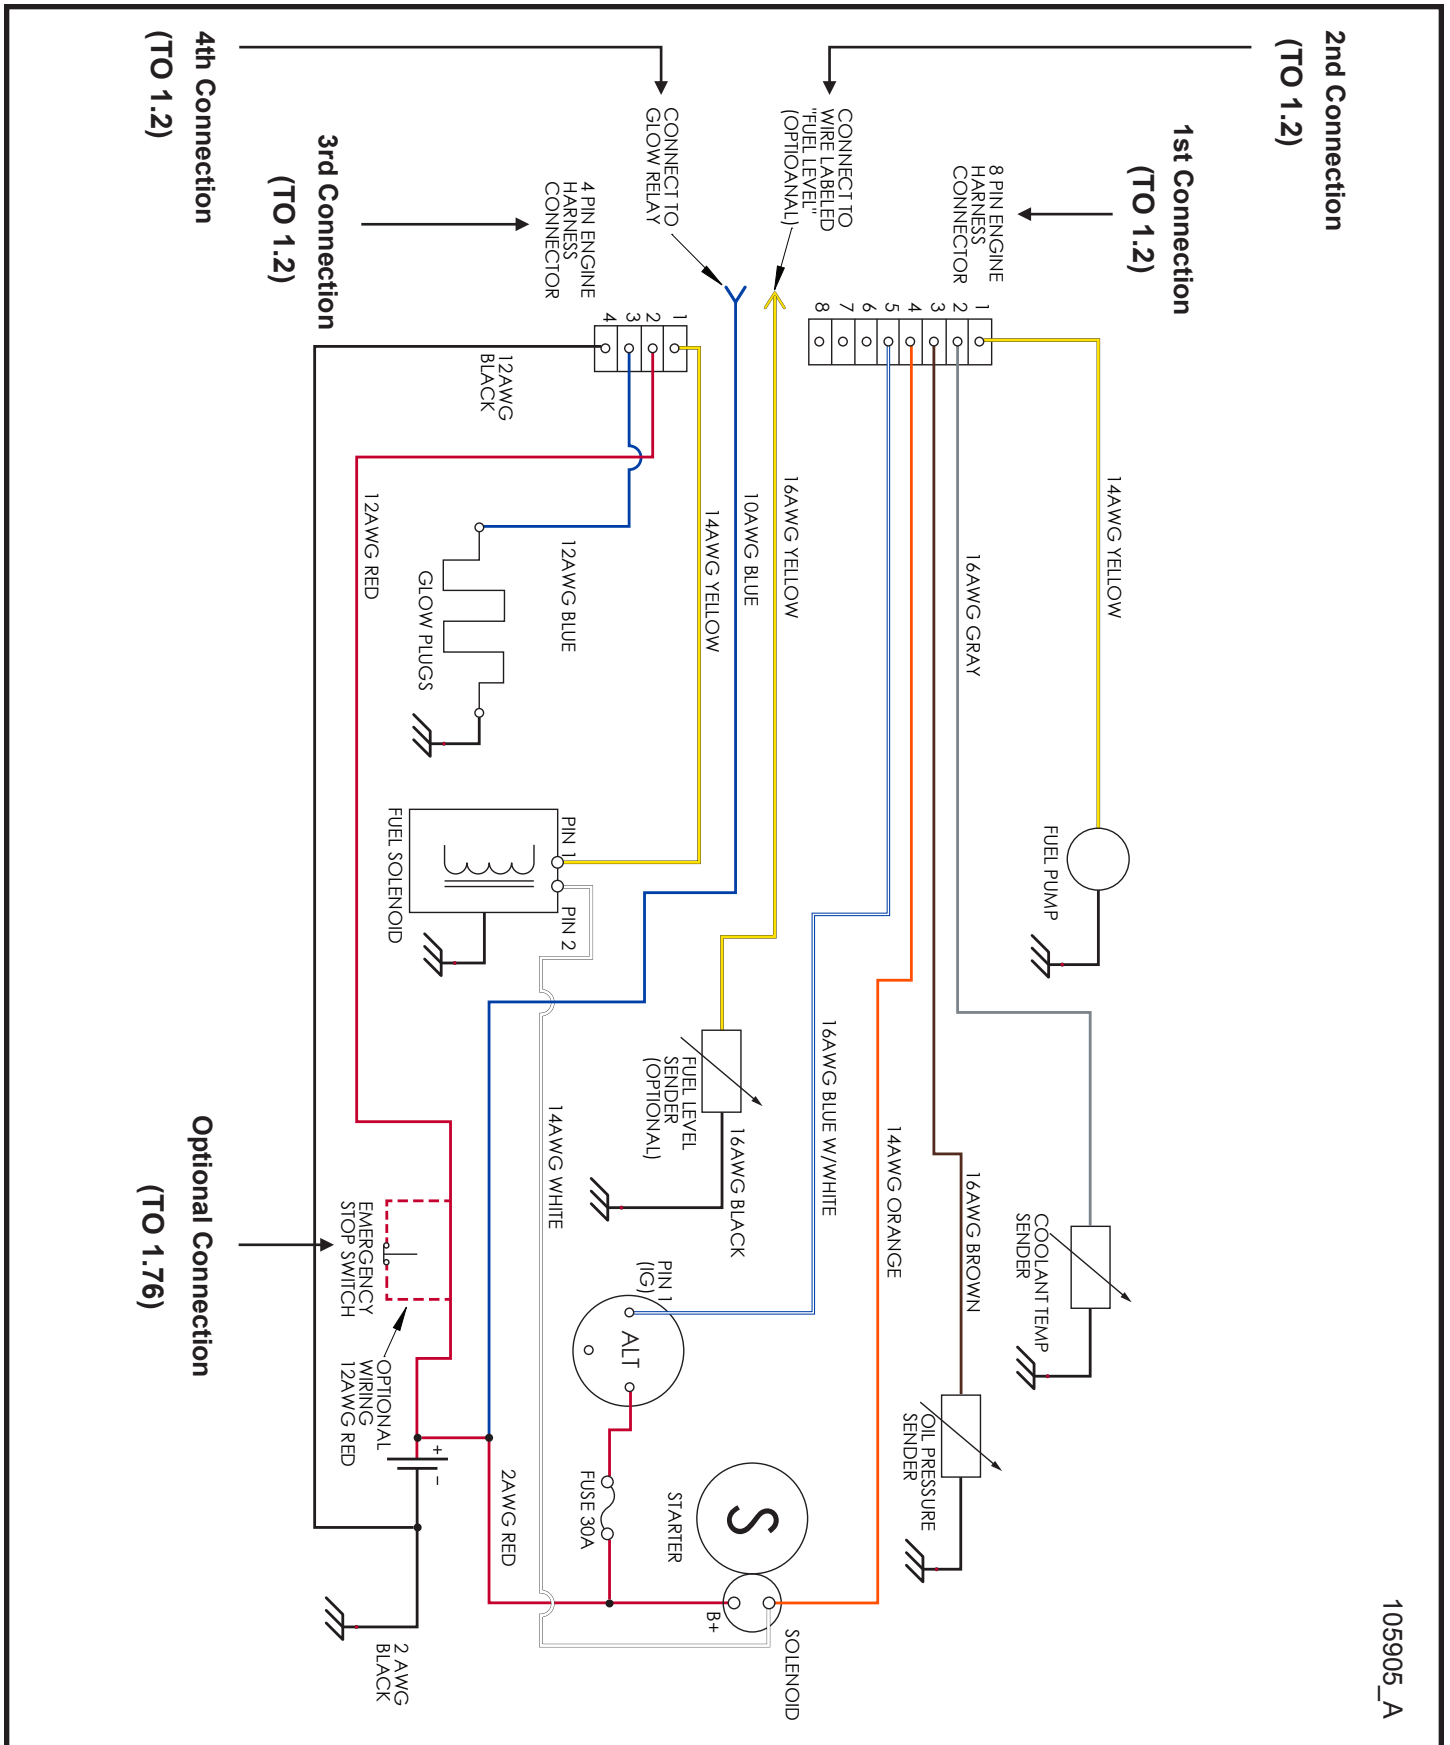 105905_A
2nd Connection
(TO 1.2)
1st Connection
(TO 1.2)
8 PIN ENGINE
HARNESS
CONNECTOR
1
2
3
4
5
6
7
8
14AWG YELLOW
FUEL PUMP
16AWG GRAY
COOLANT TEMP
SENDER
16AWG BROWN
OIL PRESSURE
SENDER
14AWG ORANGE
SOLENOID
B+
S
STARTER
16AWG BLUE W/WHITE
PIN 1
(IG)
ALT
FUSE 30A
CONNECT TO
WIRE LABELED
"FUEL LEVEL"
(OPTIOANAL)
16AWG YELLOW
FUEL LEVEL
SENDER
(OPTIONAL)
16AWG BLACK
10AWG BLUE
CONNECT TO
GLOW RELAY
4th Connection
(TO 1.2)
3rd Connection
(TO 1.2)
4 PIN ENGINE
HARNESS
CONNECTOR
1
2
3
4
14AWG YELLOW
PIN 1
PIN 2
FUEL SOLENOID
14AWG WHITE
12AWG BLUE
GLOW PLUGS
12AWG
BLACK
12AWG RED
2AWG RED
EMERGENCY
STOP SWITCH
OPTIONAL
WIRING
12AWG RED
+
–
2 AWG
BLACK
Optional Connection
(TO 1.76)